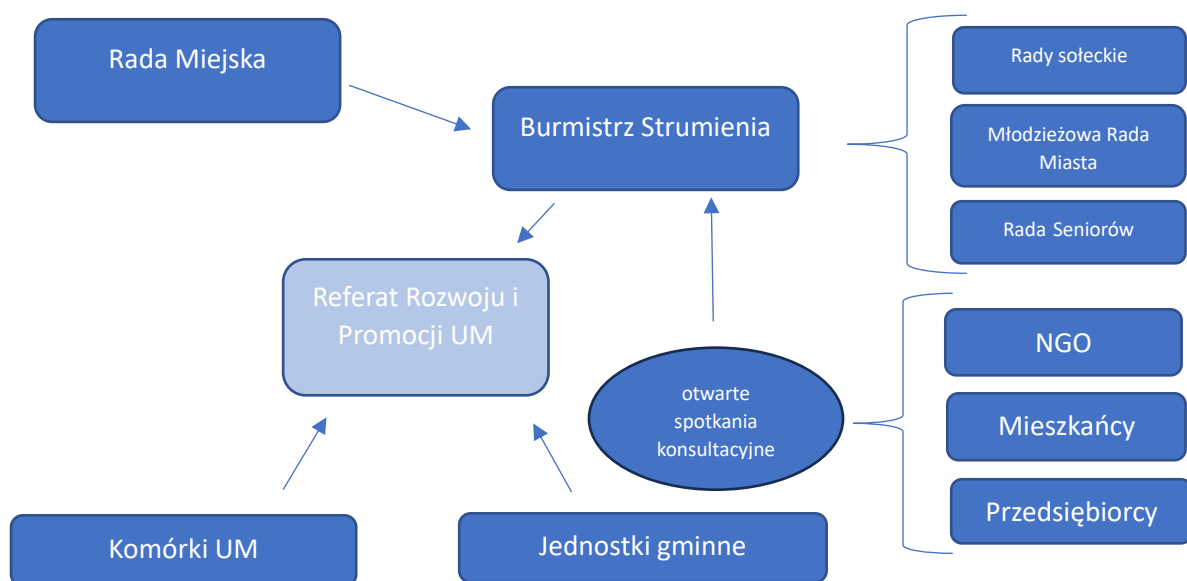 Rada Miejska
Burmistrz Strumienia
Rady sołeckie
Młodzieżowa Rada
Miasta
Rada Seniorów
Referat Rozwoju i
Promocji UM
otwarte
spotkania
konsultacyjne
NGO
Mieszkańcy
Przedsiębiorcy
Komórki UM
Jednostki gminne